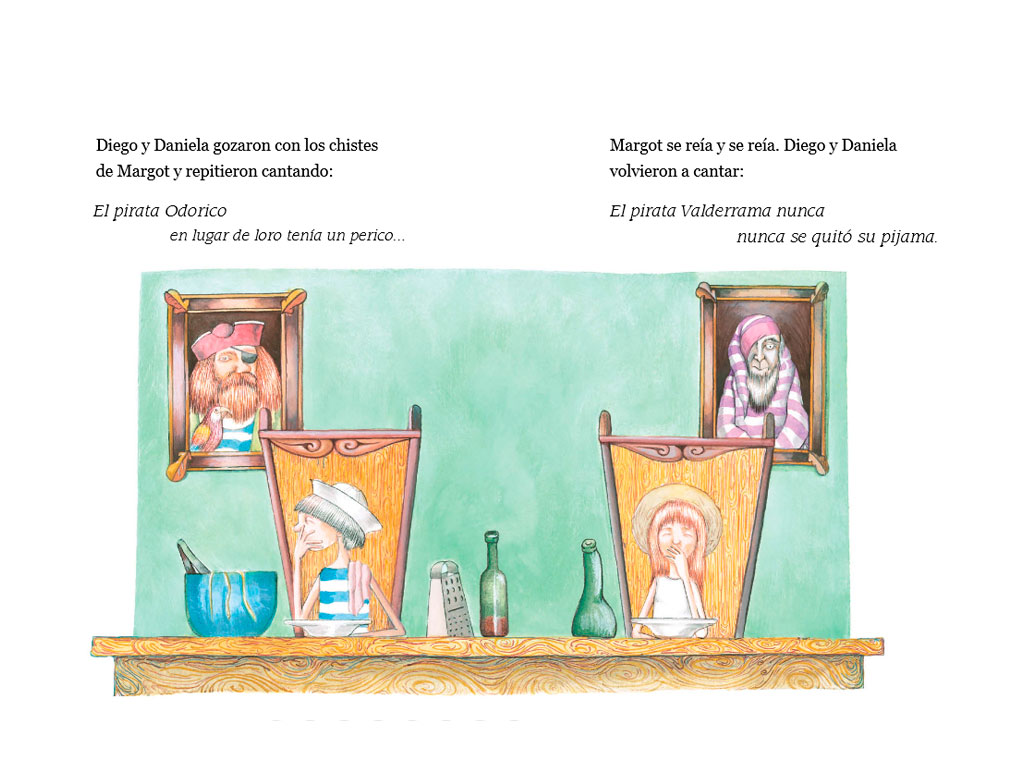 Diego y Daniela gozaron con los chistes
de Margot y repitieron cantando:
El pirata Odorico
en lugar de loro tenía un perico...
Margot se reía y se reía. Diego y Daniela
volvieron a cantar:
El pirata Valderrama nunca
nunca se quitó su pijama.